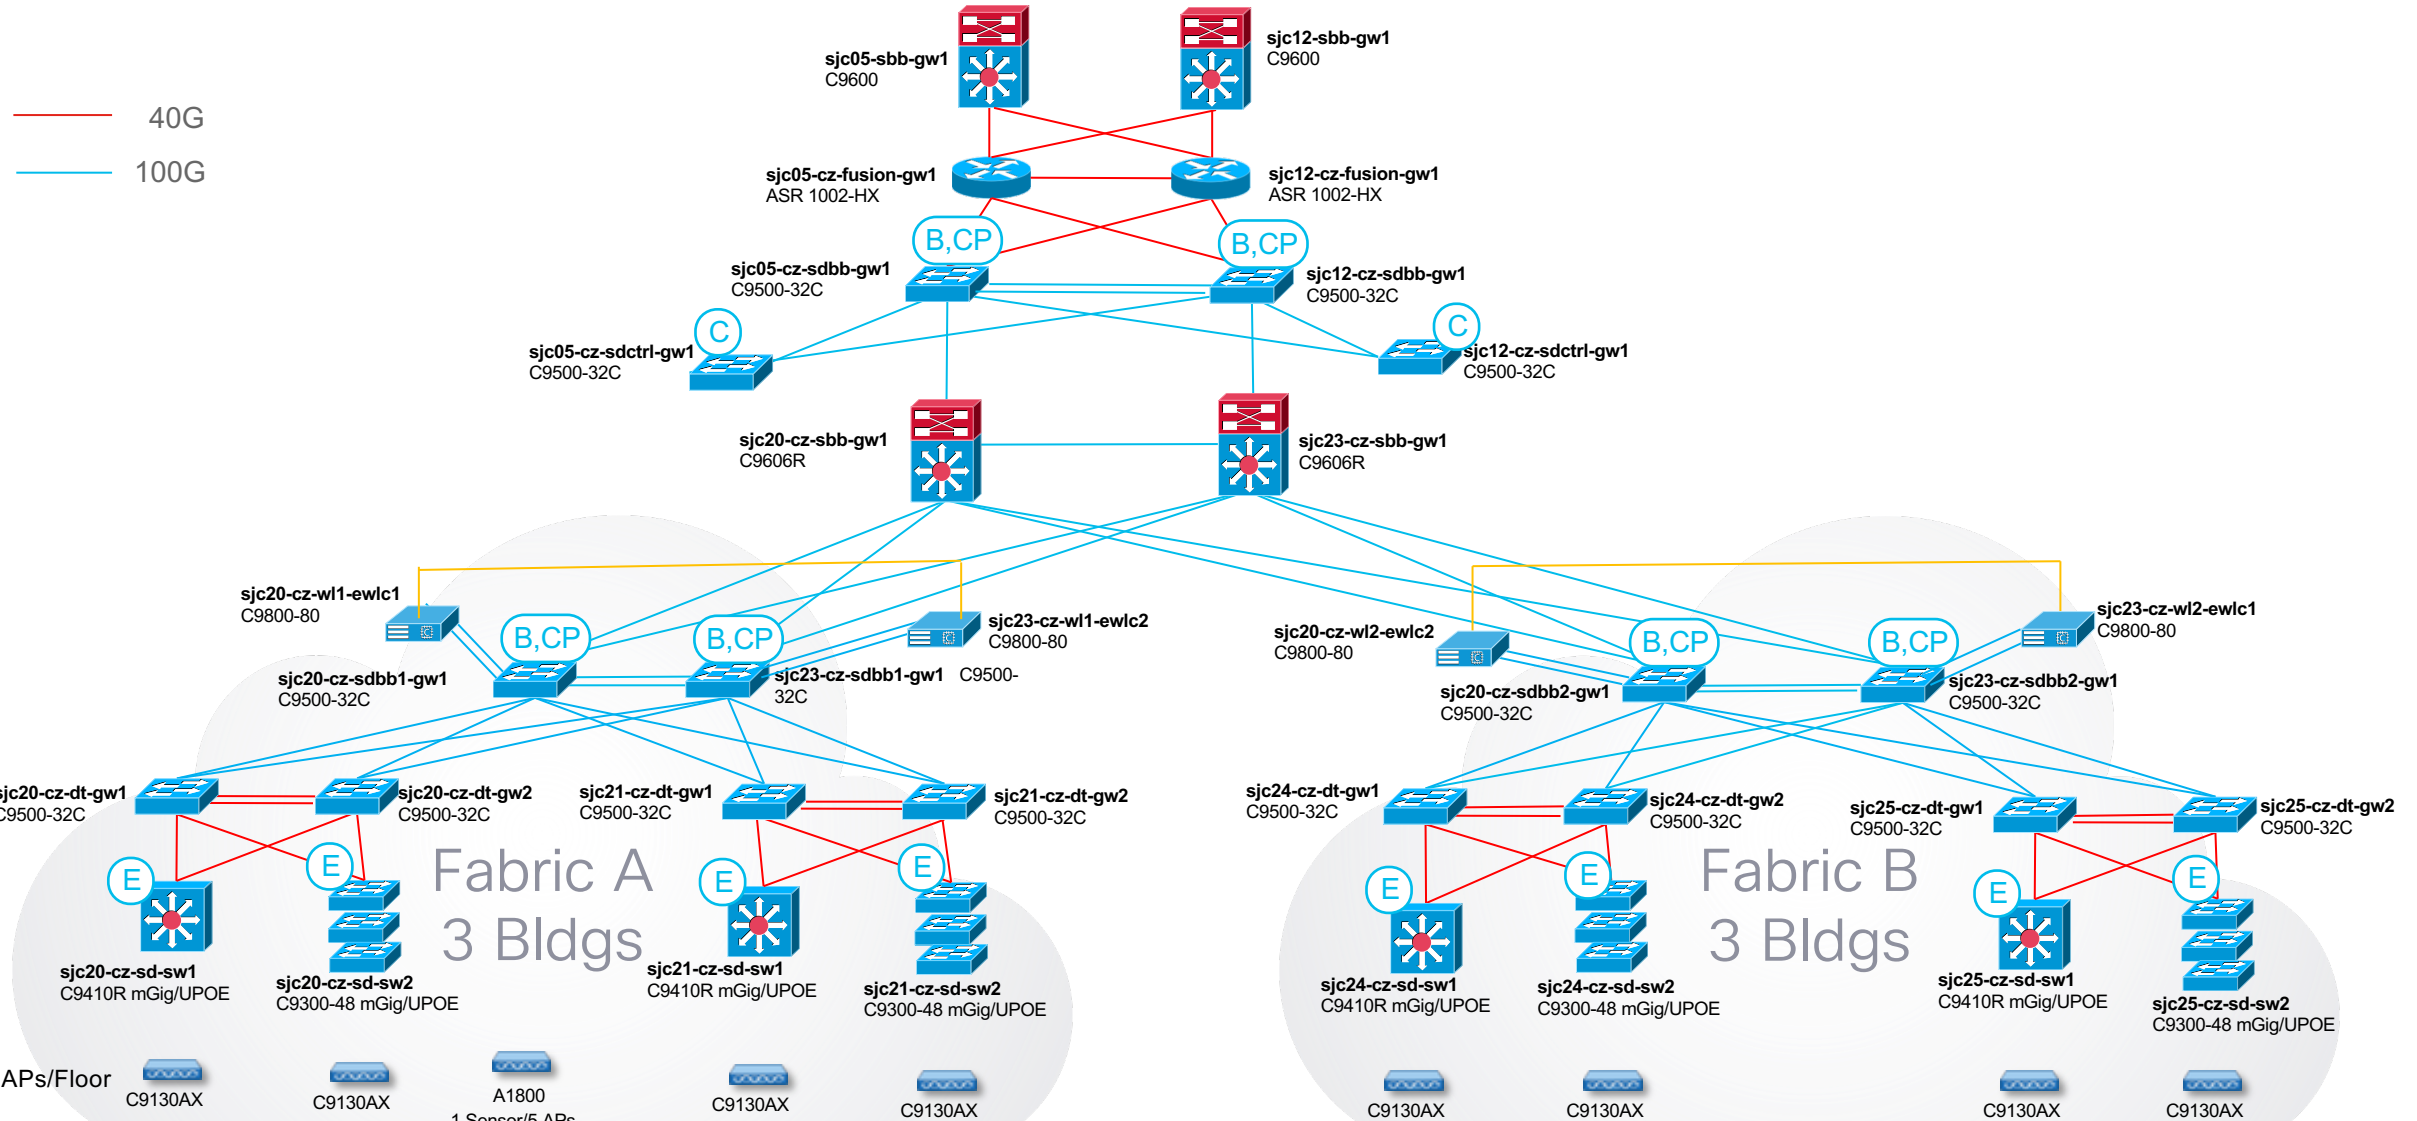 sjc05-sbb-gw1
C9600
sjc12-sbb-gw1
C9600
40G
100G
sjc05-cz-fusion-gw1
ASR 1002-HX
sjc12-cz-fusion-gw1
ASR 1002-HX
B,CP
B,CP
sjc05-cz-sdbb-gw1
C9500-32C
sjc12-cz-sdbb-gw1
C9500-32C
C
C
sjc05-cz-sdctrl-gw1
C9500-32C
sjc12-cz-sdctrl-gw1
C9500-32C
sjc20-cz-sbb-gw1
C9606R
sjc23-cz-sbb-gw1
C9606R
sjc20-cz-wl1-ewlc1
C9800-80
B,CP
B,CP
sjc23-cz-wl1-ewlc2
C9800-80
sjc20-cz-wl2-ewlc2
C9800-80
B,CP
B,CP
sjc23-cz-wl2-ewlc1
C9800-80
sjc20-cz-sdbb1-gw1
C9500-32C
sjc23-cz-sdbb1-gw1 C9500-
32C
sjc20-cz-sdbb2-gw1
C9500-32C
sjc23-cz-sdbb2-gw1
C9500-32C
sjc20-cz-dt-gw1
C9500-32C
sjc20-cz-dt-gw2
C9500-32C
sjc21-cz-dt-gw1
C9500-32C
sjc21-cz-dt-gw2
C9500-32C
sjc24-cz-dt-gw1
C9500-32C
sjc24-cz-dt-gw2
C9500-32C
sjc25-cz-dt-gw1
C9500-32C
sjc25-cz-dt-gw2
C9500-32C
E
E
Fabric A
3 Bldgs
E
E
E
E
Fabric B
3 Bldgs
E
E
sjc20-cz-sd-sw1
C9410R mGig/UPOE
sjc20-cz-sd-sw2
C9300-48 mGig/UPOE
sjc21-cz-sd-sw1
C9410R mGig/UPOE
sjc21-cz-sd-sw2
C9300-48 mGig/UPOE
sjc24-cz-sd-sw1
C9410R mGig/UPOE
sjc24-cz-sd-sw2
C9300-48 mGig/UPOE
sjc25-cz-sd-sw1
C9410R mGig/UPOE
sjc25-cz-sd-sw2
C9300-48 mGig/UPOE
APs/Floor
C9130AX
C9130AX
A1800
1 Sensor/5 APs
C9130AX
C9130AX
C9130AX
C9130AX
C9130AX
C9130AX